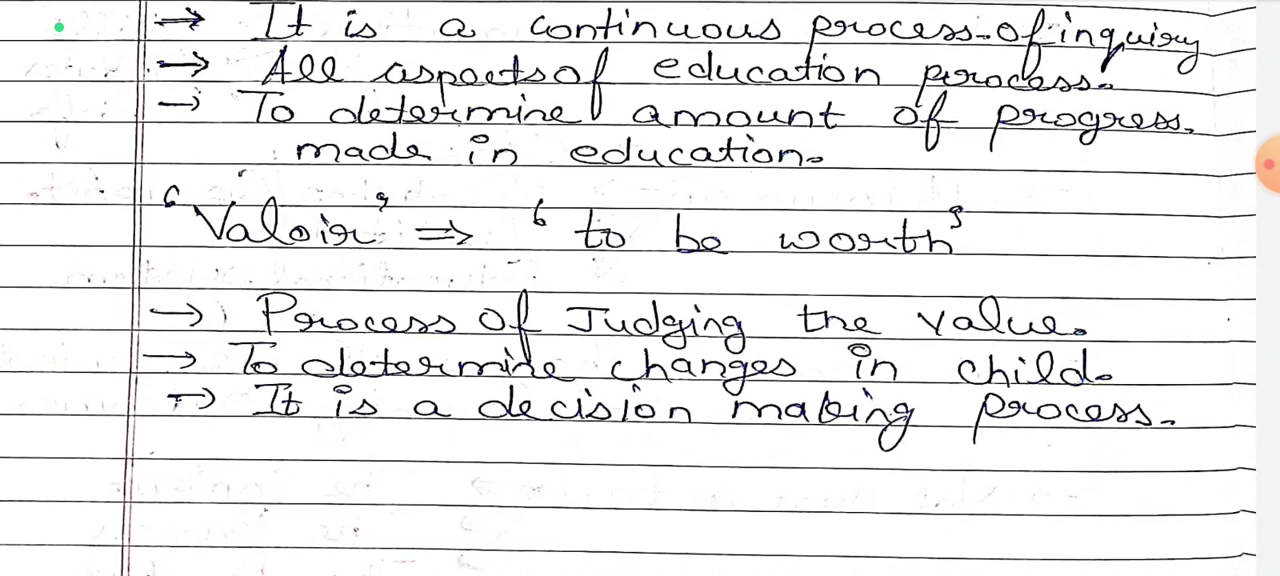 → It is a continuous process of inquiry
→ All aspects of education process.
→ To determine amount of progress.
made in education.
'Valoir' => 'to be worth'
→ Process of Judging the value.
→ To determine changes in child.
→ It is a decision making process.